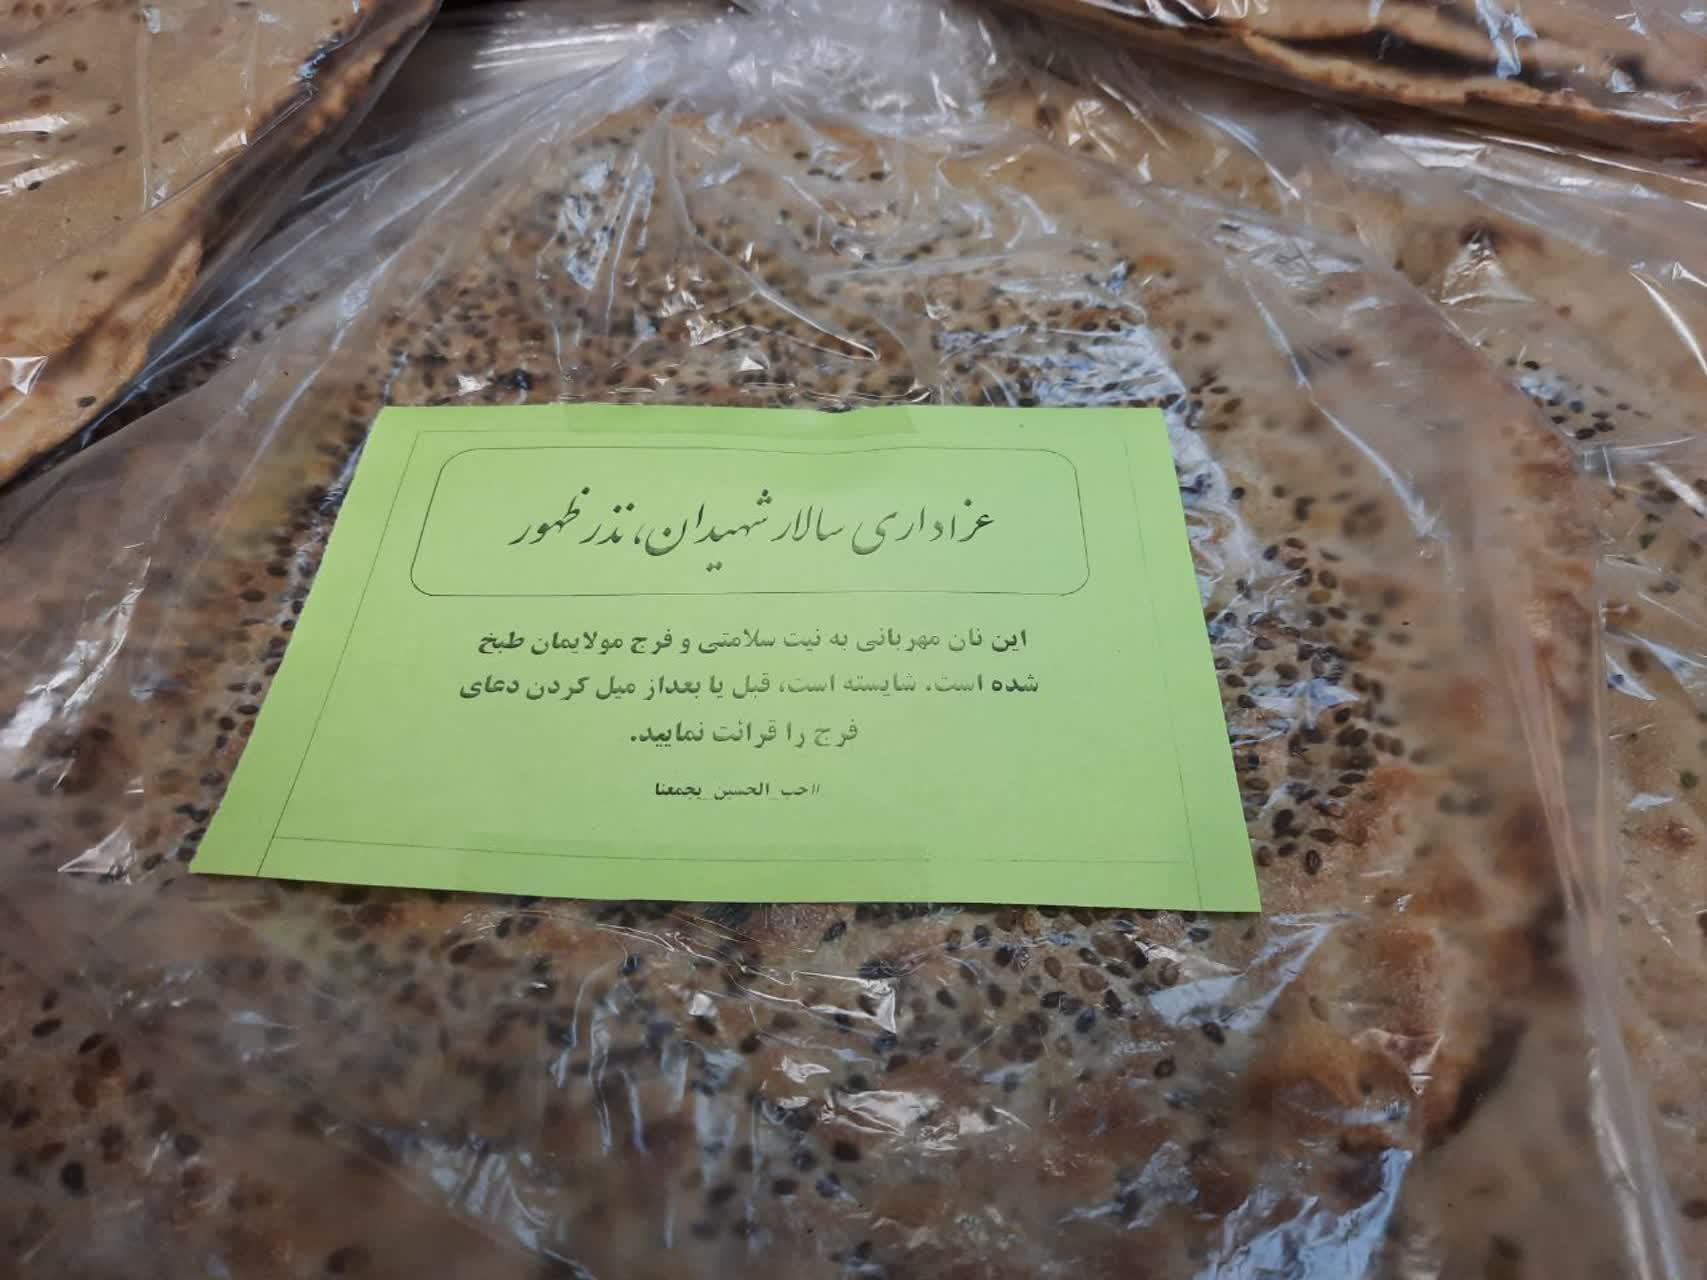 عزاداری سالار شهیدان، نذر ظهور
این نان مهربانی به نیت سلامتی و فرج مولایمان طبخ
شده است. شایسته است، قبل یا بعداز میل کردن دعای
فرج را قرائت نمایید.
#حب_الحسین_یجمعنا